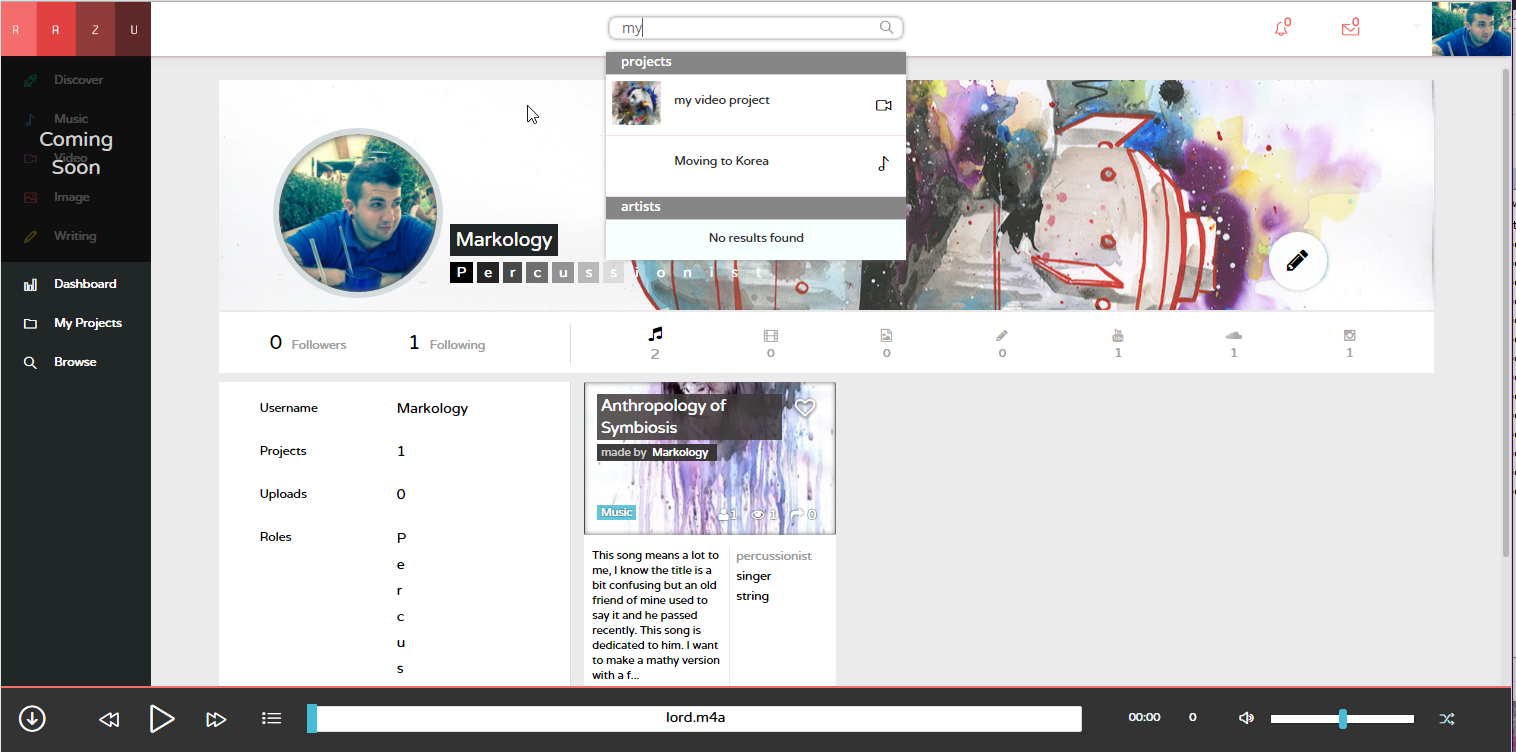 R A Z U
my
0
0
Discover
Music
Video
Image
Writing
Coming
Soon
Dashboard
My Projects
Browse
projects
my video project
Moving to Korea
artists
No results found
Markology
Percussionist
0 Followers
1 Following
2
0
0
0
1
1
1
Username Markology
Projects 1
Uploads 0
Roles P
e
r
c
u
s
Anthropology of
Symbiosis
made by Markology
Music
1 1 0
This song means a lot to
me, I know the title is a
bit confusing but an old
friend of mine used to
say it and he passed
recently. This song is
dedicated to him. I want
to make a mathy version
with a f...
percussionist
singer
string
lord.m4a
00:00
0